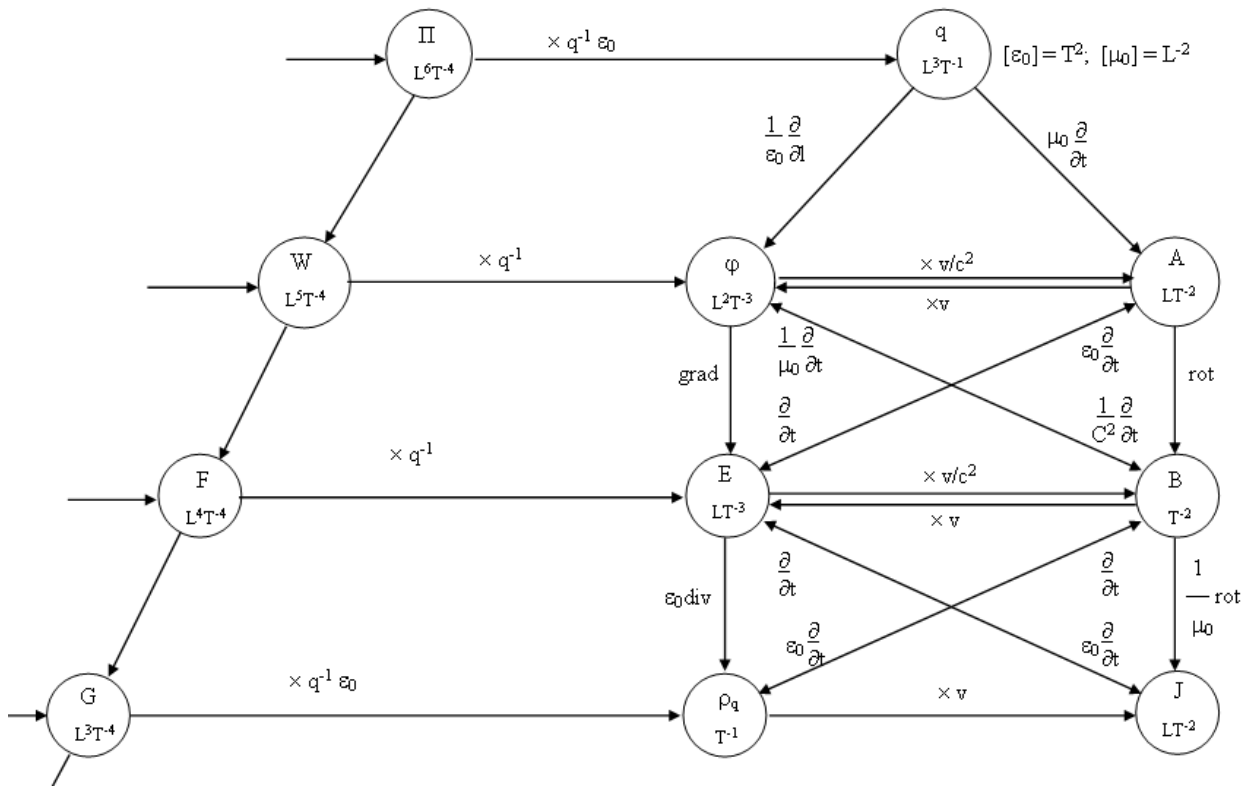 Π
L⁶T⁻⁴
× q⁻¹ ε₀
q
L³T⁻¹
[ε₀] = T²; [μ₀] = L⁻²
1/ε₀ ∂/∂l
μ₀ ∂/∂t
W
L⁵T⁻⁴
× q⁻¹
φ
L²T⁻³
× v/c²
×v
A
LT⁻²
grad
1/μ₀ ∂/∂t
ε₀ ∂/∂t
rot
∂/∂t
1/C² ∂/∂t
F
L⁴T⁻⁴
× q⁻¹
E
LT⁻³
× v/c²
× v
B
T⁻²
ε₀div
∂/∂t
∂/∂t
1/μ₀ rot
ε₀ ∂/∂t
ε₀ ∂/∂t
G
L³T⁻⁴
× q⁻¹ ε₀
ρq
T⁻¹
× v
J
LT⁻²